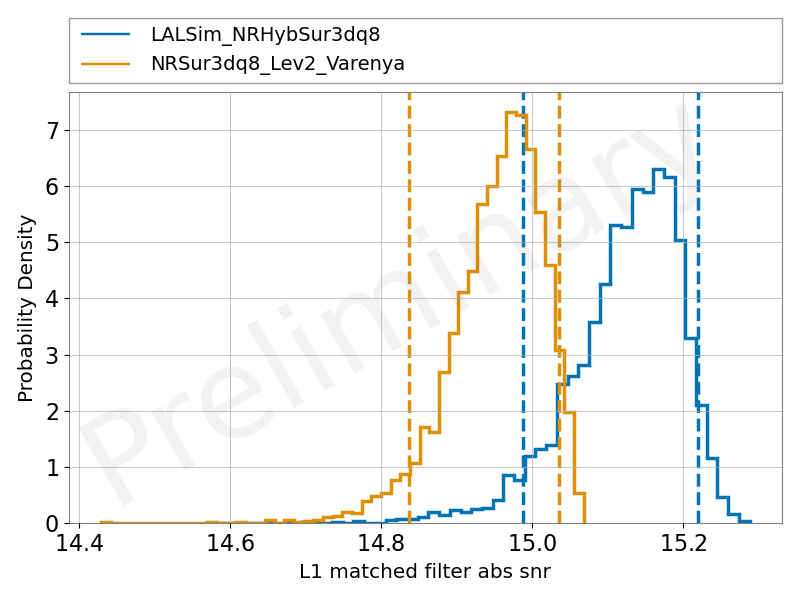 LALSim_NRHybSur3dq8
NRSur3dq8_Lev2_Varenya
Preliminary
Probability Density
7
6
5
4
3
2
1
0
14.4 14.6 14.8 15.0 15.2
L1 matched filter abs snr